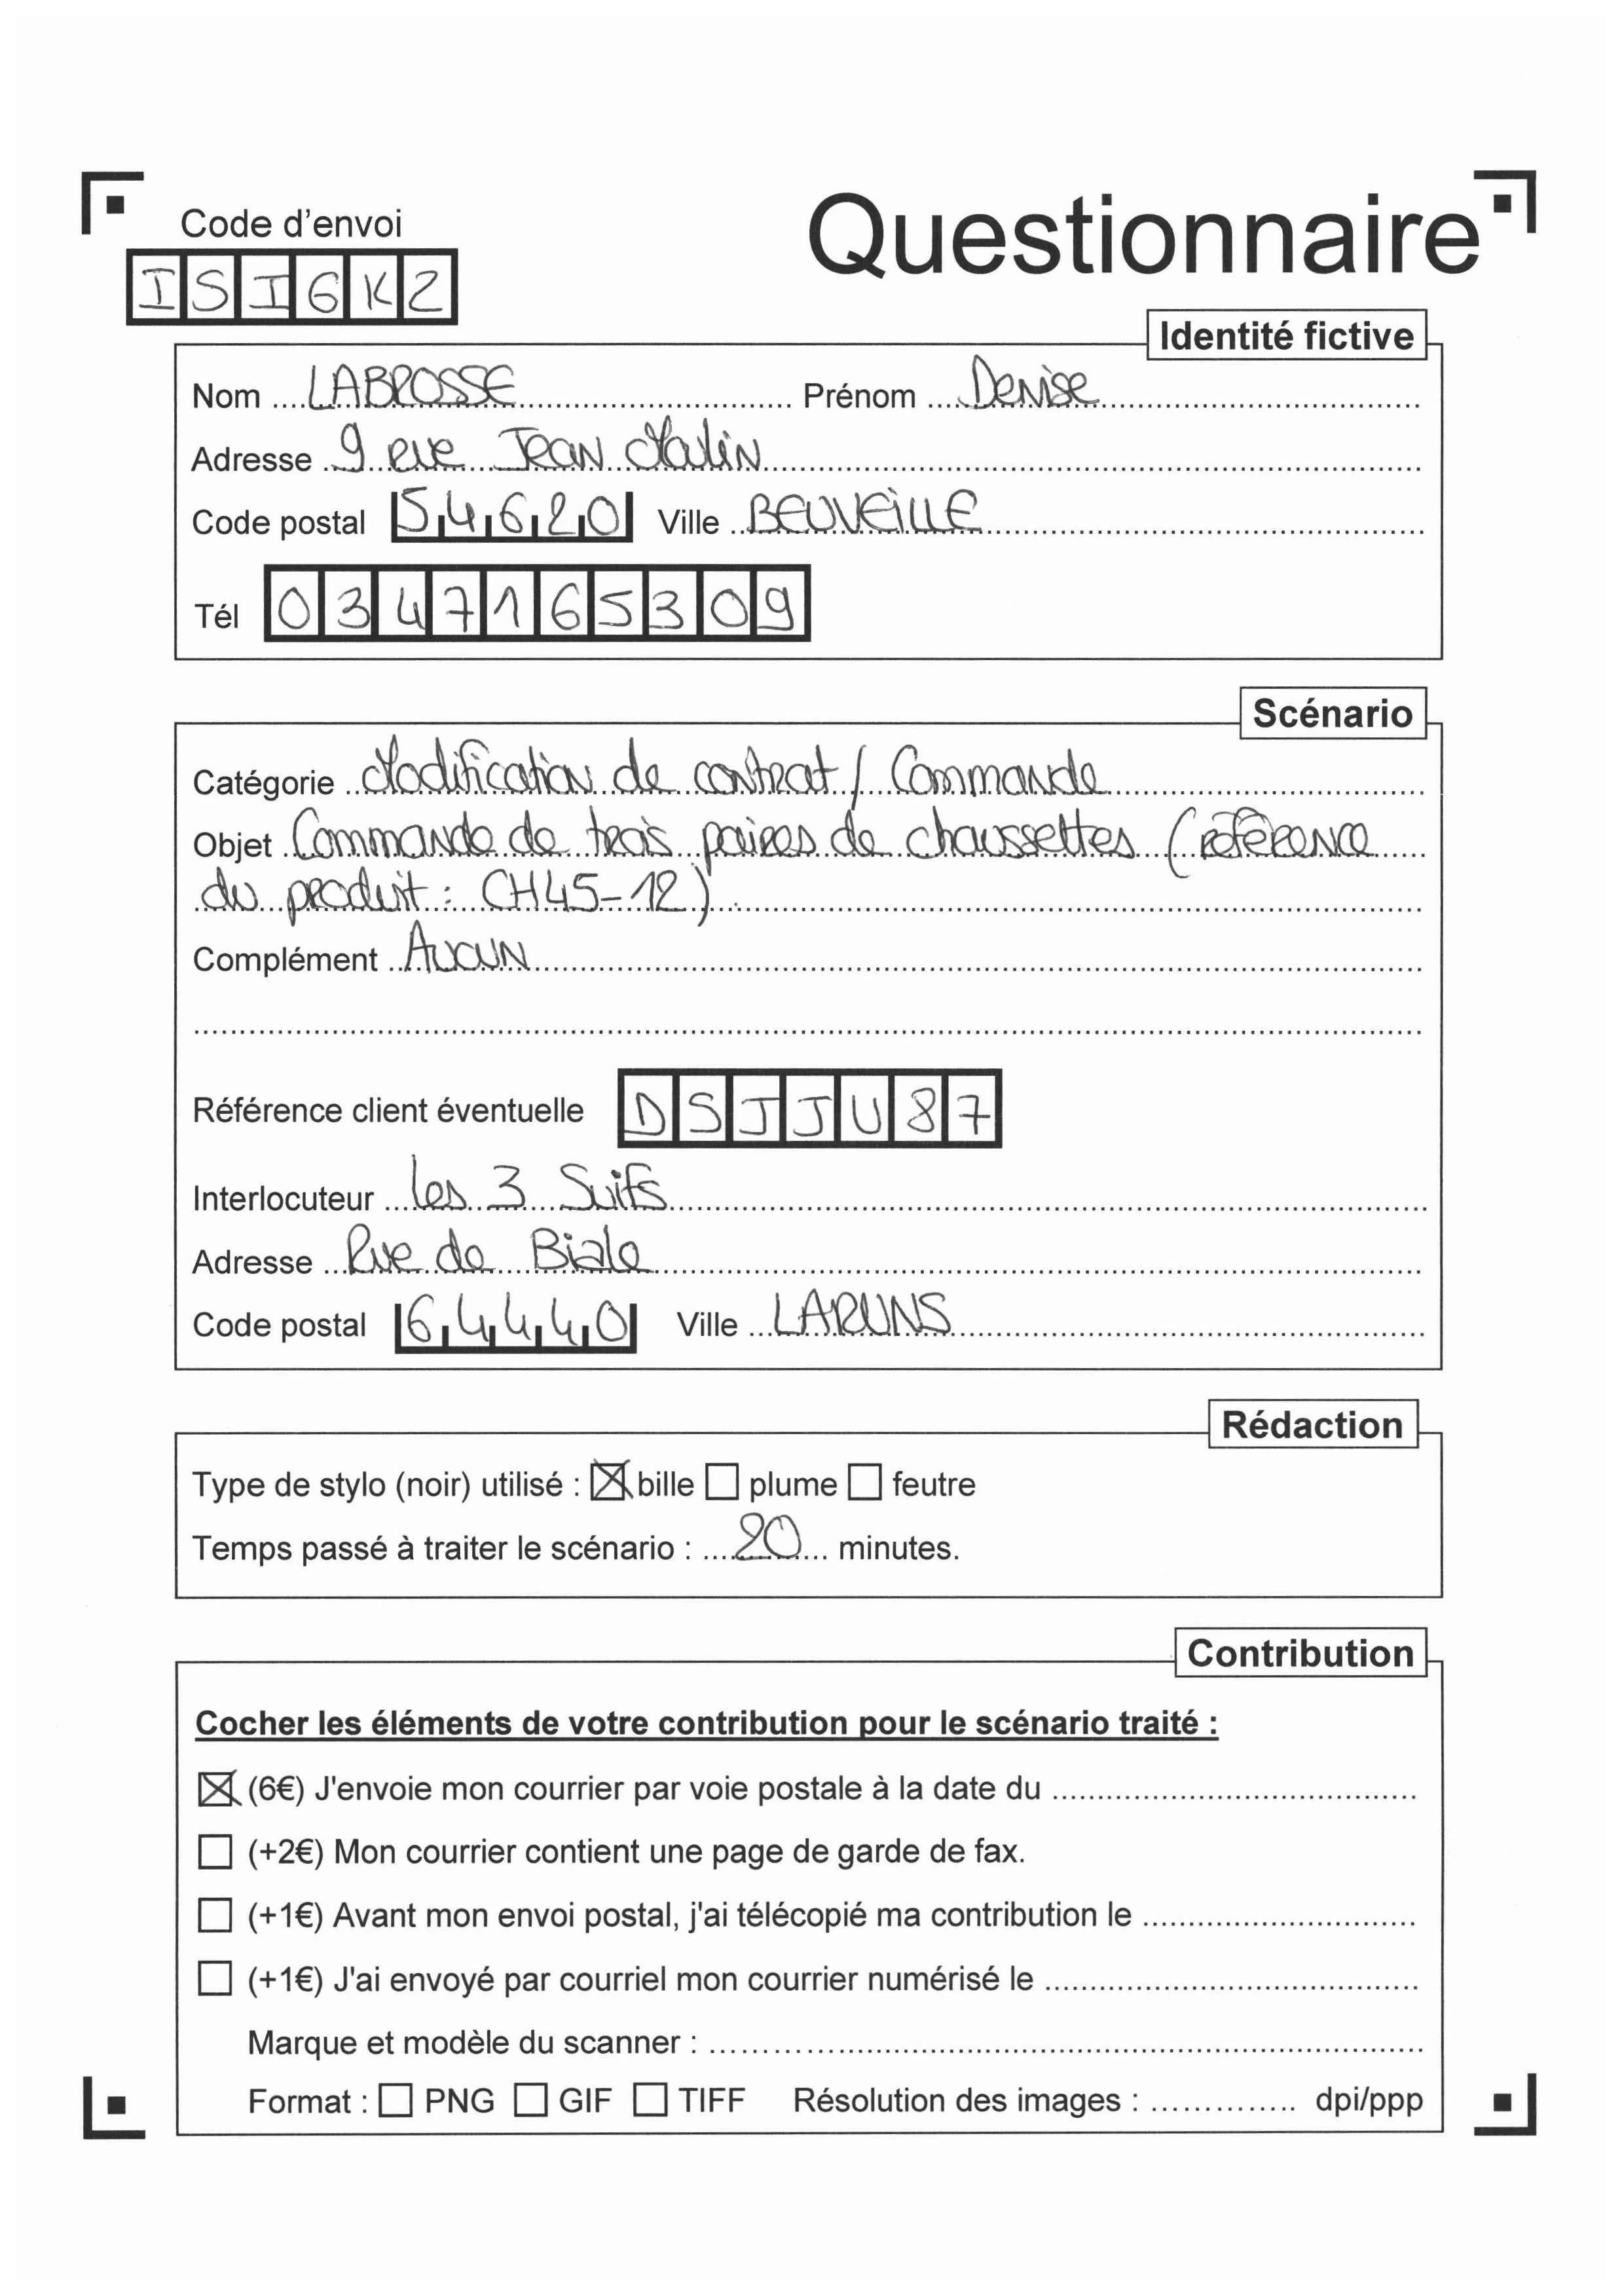 Questionnaire
Code d'envoi
ISIGK2
Identité fictive
Nom LABROSSE Prénom Denise
Adresse 9 rue Jean Moulin
Code postal 54620 Ville BEUVEILLE
Tél 0347165309
Scénario
Catégorie Modification de contrat / Commande
Objet Commande de trois paires de chaussettes (référence
du produit : CH45-12).
Complément Aucun
Référence client éventuelle DSJJU87
Interlocuteur Les 3 Suifs
Adresse Rue de Biale
Code postal 64440 Ville LARUNS
Rédaction
Type de stylo (noir) utilisé : ☒ bille ☐ plume ☐ feutre
Temps passé à traiter le scénario : 20 minutes.
Contribution
Cocher les éléments de votre contribution pour le scénario traité :
☒ (6€) J'envoie mon courrier par voie postale à la date du
☐ (+2€) Mon courrier contient une page de garde de fax.
☐ (+1€) Avant mon envoi postal, j'ai télécopié ma contribution le
☐ (+1€) J'ai envoyé par courriel mon courrier numérisé le
Marque et modèle du scanner :
Format : ☐ PNG ☐ GIF ☐ TIFF Résolution des images : dpi/ppp